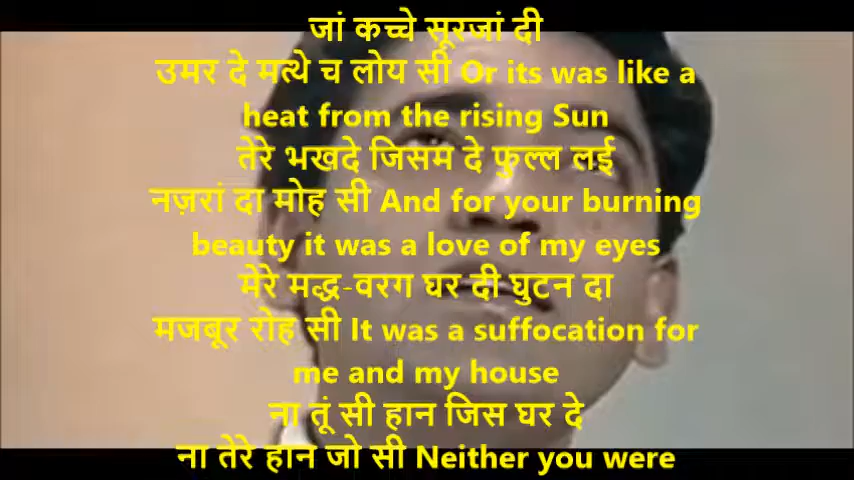 जां कच्चे सूरजां दी
उमर दे मत्थे च लोय सी Or its was like a
heat from the rising Sun
तेरे भखदे जिसम दे फुल्ल लई
नज़रां दा मोह सी And for your burning
beauty it was a love of my eyes
मेरे मद्ध-वरग घर दी घुटन दा
मजबूर रोह सी It was a suffocation for
me and my house
ना तूं सी हान जिस घर दे
ना तेरे हान जो सी Neither you were